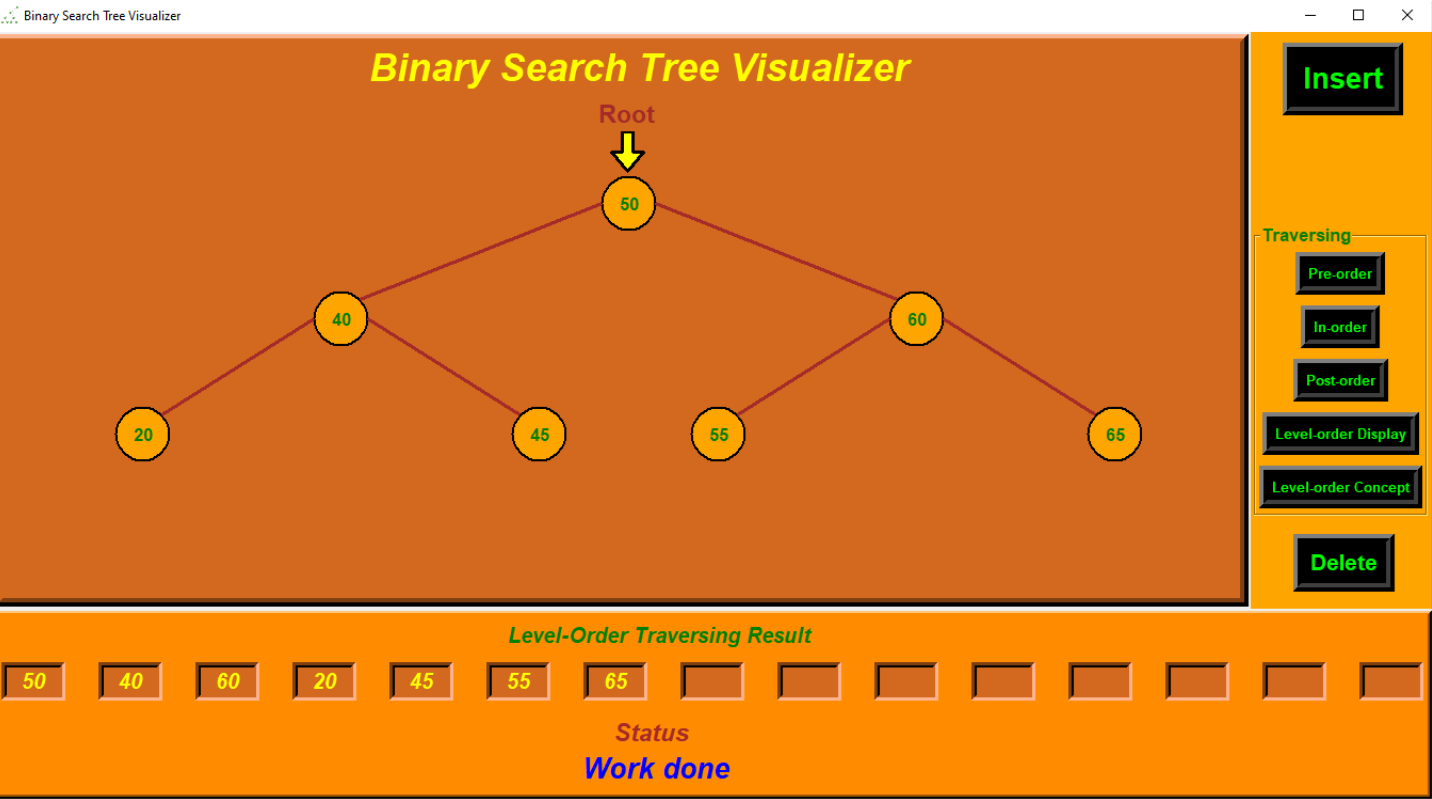 Binary Search Tree Visualizer
Binary Search Tree Visualizer
Insert
Root
50
40 60
20 45 55 65
Traversing
Pre-order
In-order
Post-order
Level-order Display
Level-order Concept
Delete
Level-Order Traversing Result
50 40 60 20 45 55 65
Status
Work done